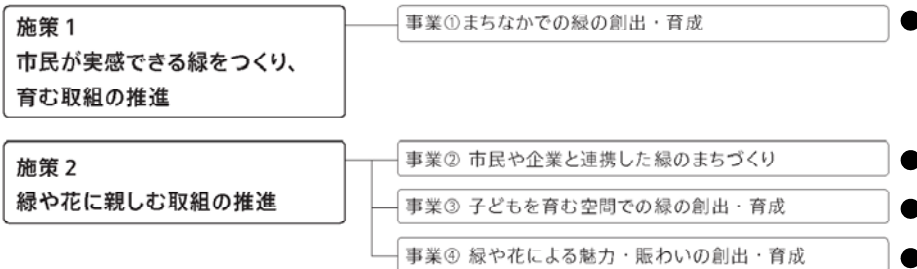 施策 1
市民が実感できる緑をつくり、
育む取組の推進
事業①まちなかでの緑の創出・育成
施策 2
緑や花に親しむ取組の推進
事業② 市民や企業と連携した緑のまちづくり
事業③ 子どもを育む空間での緑の創出・育成
事業④ 緑や花による魅力・賑わいの創出・育成